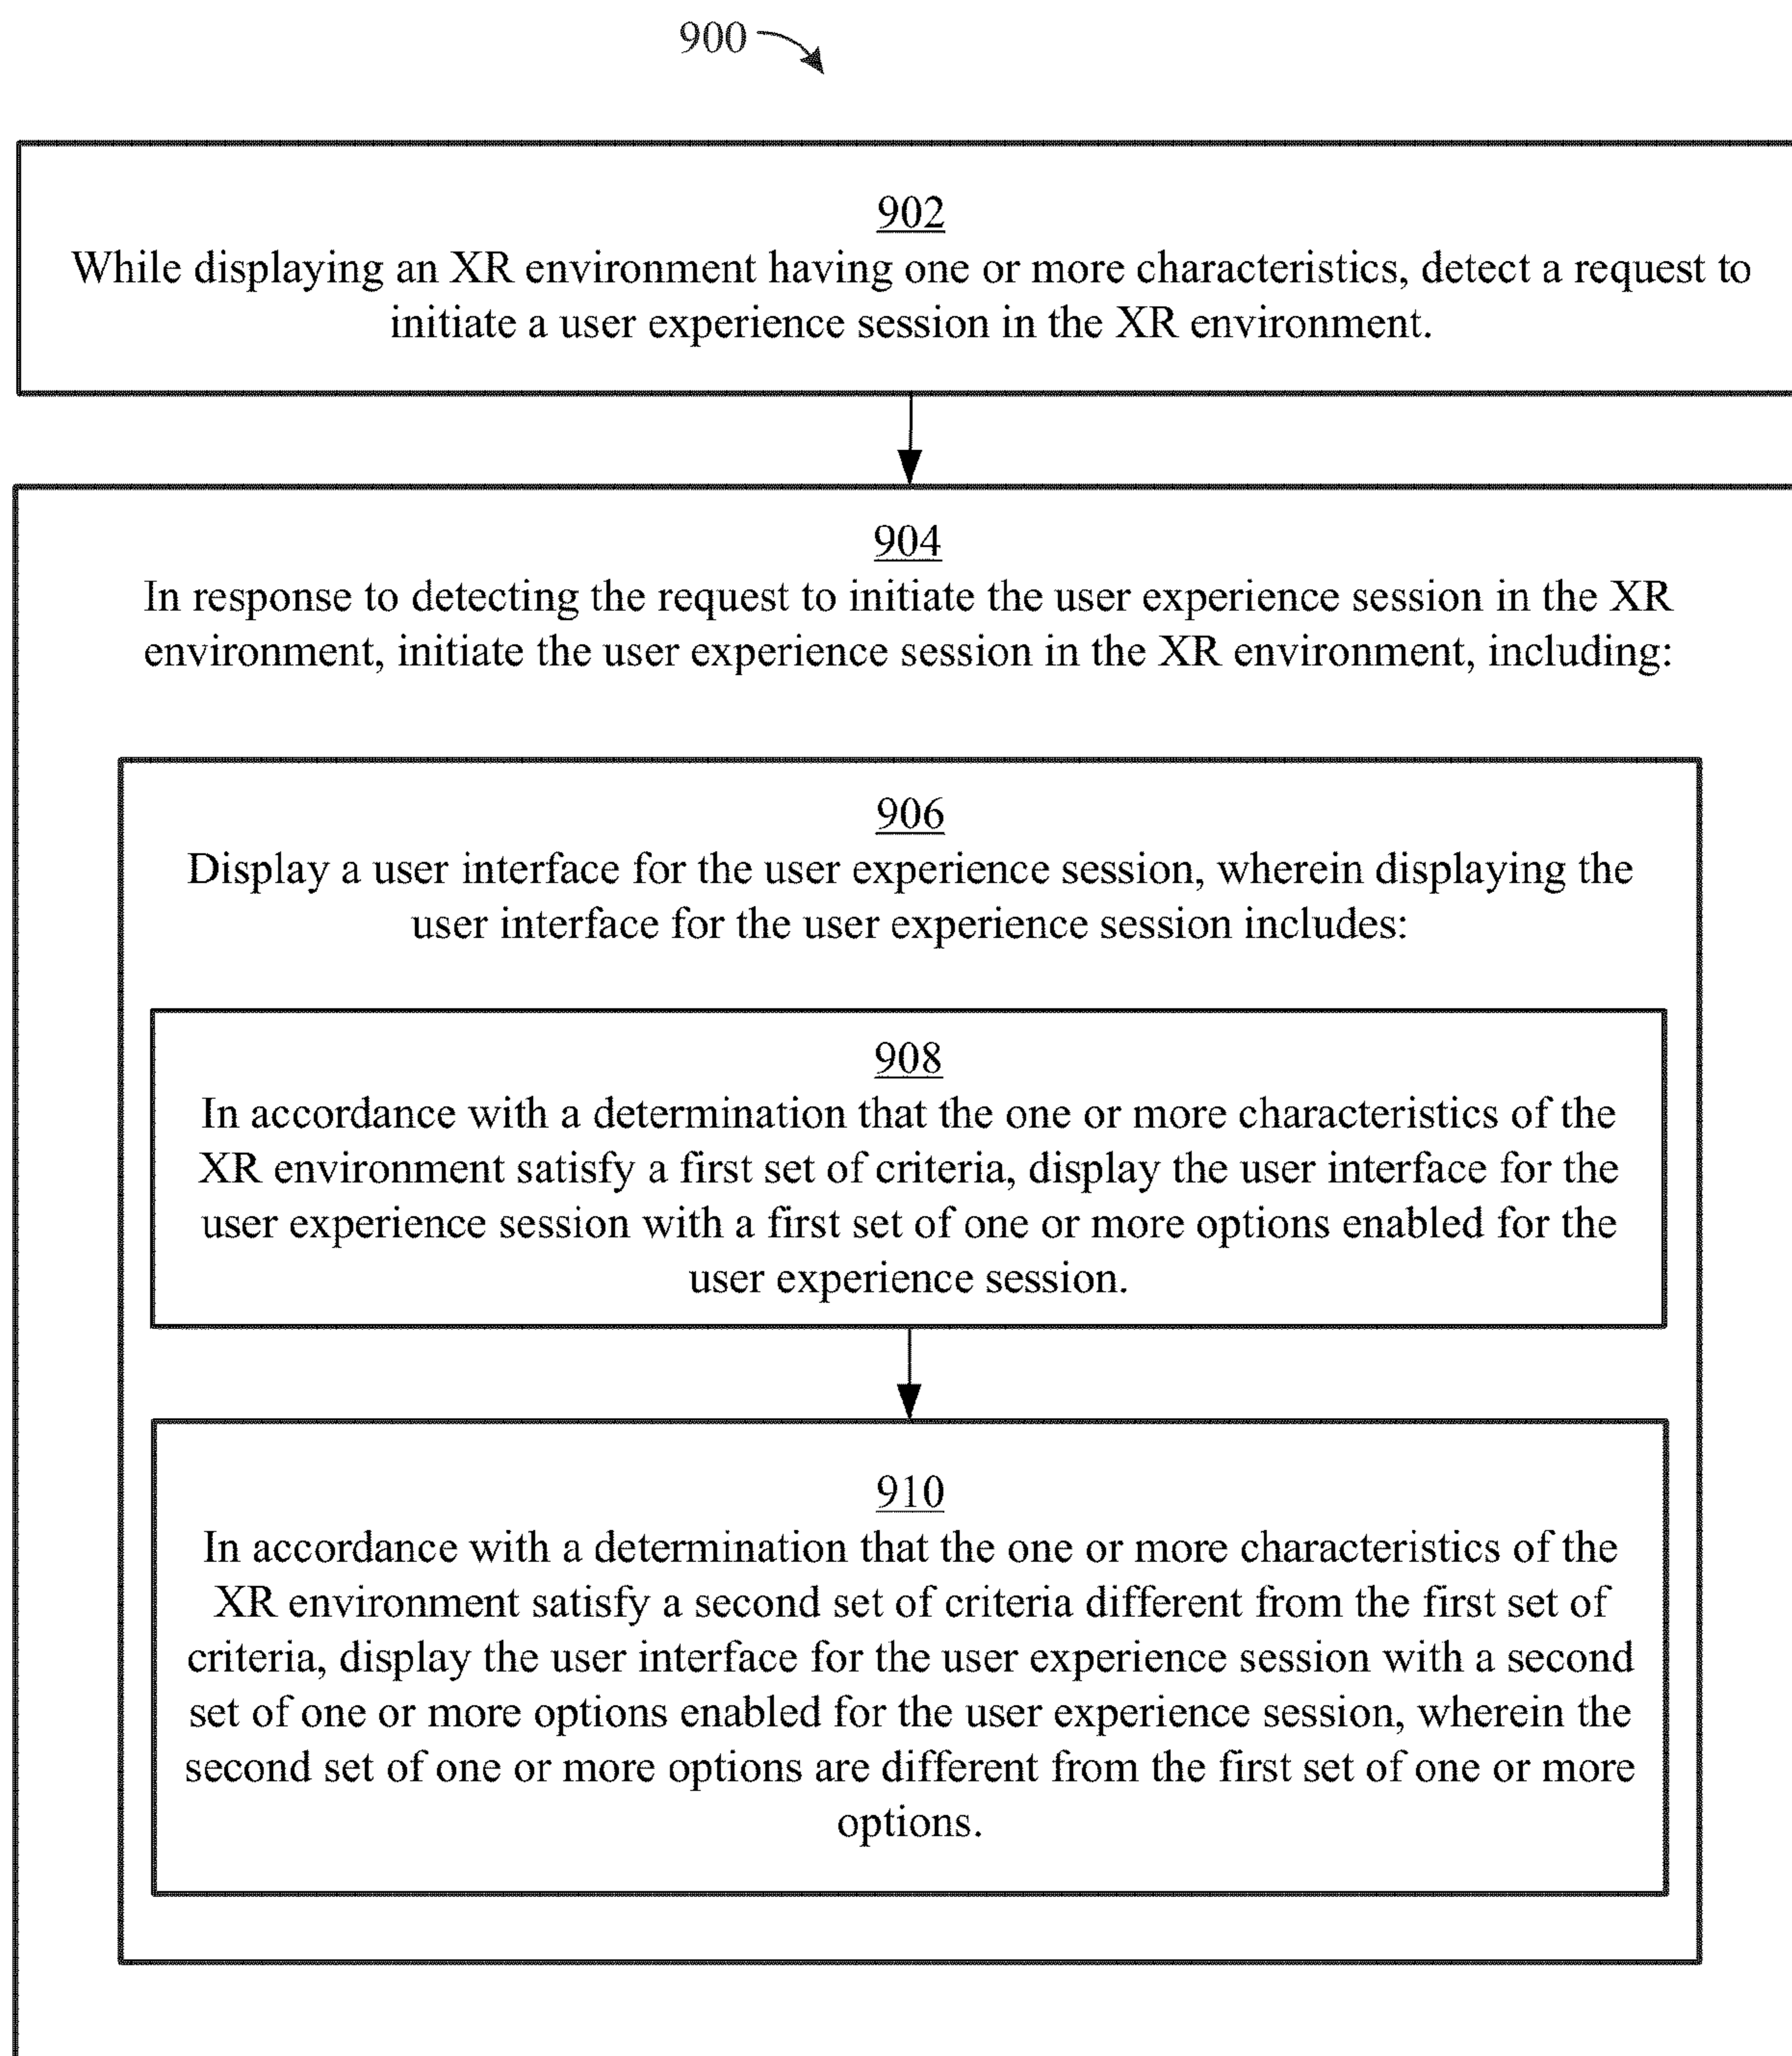 900
902
While displaying an XR environment having one or more characteristics, detect a request to
initiate a user experience session in the XR environment.
904
In response to detecting the request to initiate the user experience session in the XR
environment, initiate the user experience session in the XR environment, including:
906
Display a user interface for the user experience session, wherein displaying the
user interface for the user experience session includes:
908
In accordance with a determination that the one or more characteristics of the
XR environment satisfy a first set of criteria, display the user interface for the
user experience session with a first set of one or more options enabled for the
user experience session.
910
In accordance with a determination that the one or more characteristics of the
XR environment satisfy a second set of criteria different from the first set of
criteria, display the user interface for the user experience session with a second
set of one or more options enabled for the user experience session, wherein the
second set of one or more options are different from the first set of one or more
options.